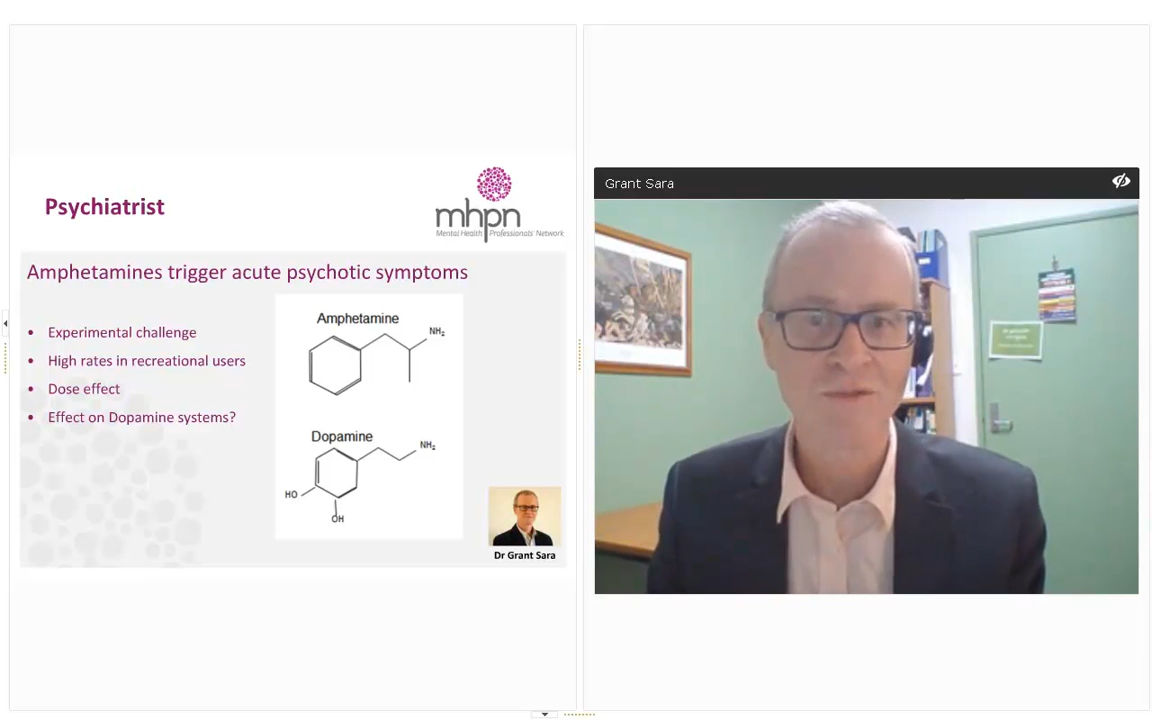 Psychiatrist
mhpn
Mental Health Professionals' Network
Amphetamines trigger acute psychotic symptoms
• Experimental challenge
• High rates in recreational users
• Dose effect
• Effect on Dopamine systems?
Amphetamine
NH₂
Dopamine
NH₂
HO
OH
Dr Grant Sara
Grant Sara